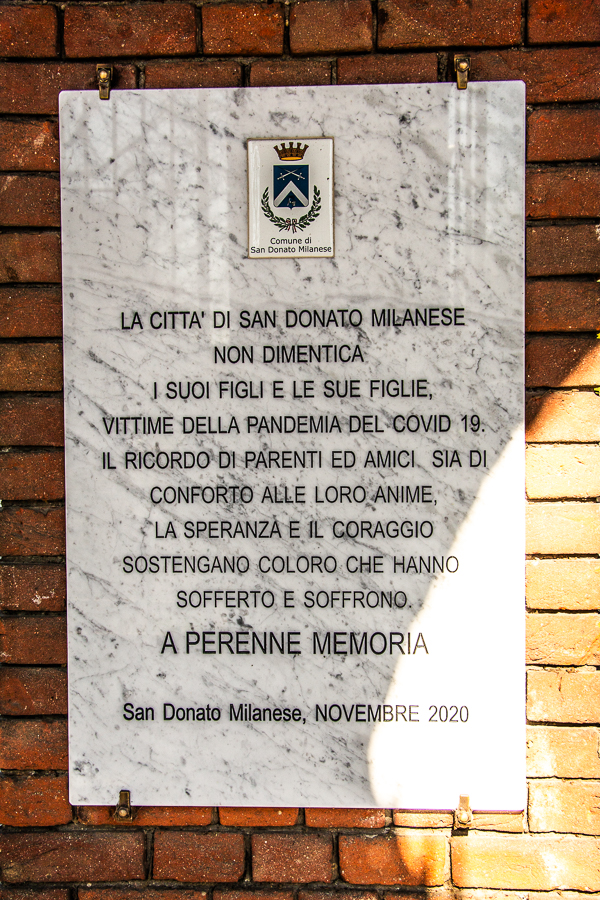 Comune di
San Donato Milanese
LA CITTA' DI SAN DONATO MILANESE
NON DIMENTICA
I SUOI FIGLI E LE SUE FIGLIE,
VITTIME DELLA PANDEMIA DEL COVID 19.
IL RICORDO DI PARENTI ED AMICI SIA DI
CONFORTO ALLE LORO ANIME,
LA SPERANZA E IL CORAGGIO
SOSTENGANO COLORO CHE HANNO
SOFFERTO E SOFFRONO.
A PERENNE MEMORIA
San Donato Milanese, NOVEMBRE 2020